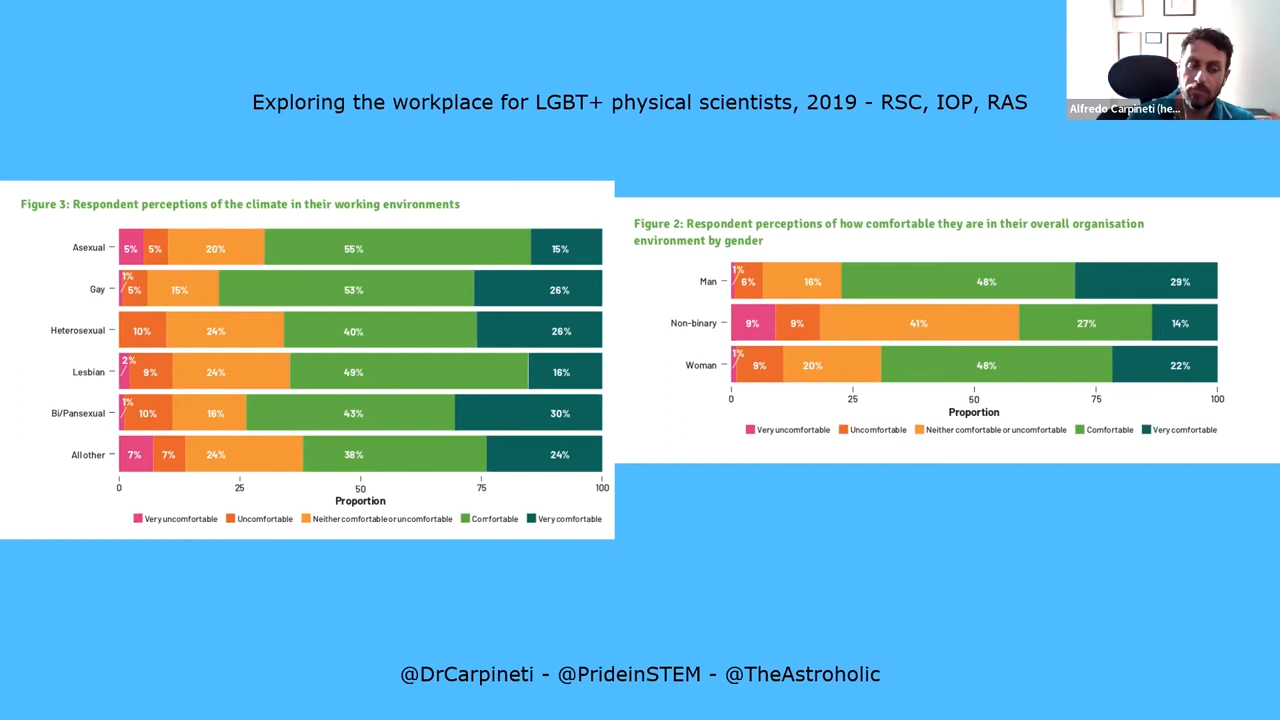 Exploring the workplace for LGBT+ physical scientists, 2019 - RSC, IOP, RAS
Alfredo Carpineti (he...
Figure 3: Respondent perceptions of the climate in their working environments
Asexual 5% 5% 20% 55% 15%
Gay 1% 5% 15% 53% 26%
Heterosexual 10% 24% 40% 26%
Lesbian 2% 9% 24% 49% 16%
Bi/Pansexual 1% 10% 16% 43% 30%
All other 7% 7% 24% 38% 24%
0 25 50 75 100
Proportion
Very uncomfortable Uncomfortable Neither comfortable or uncomfortable Comfortable Very comfortable
Figure 2: Respondent perceptions of how comfortable they are in their overall organisation
environment by gender
Man 1% 6% 16% 48% 29%
Non-binary 9% 9% 41% 27% 14%
Woman 1% 9% 20% 48% 22%
0 25 50 75 100
Proportion
Very uncomfortable Uncomfortable Neither comfortable or uncomfortable Comfortable Very comfortable
@DrCarpineti - @PrideinSTEM - @TheAstroholic